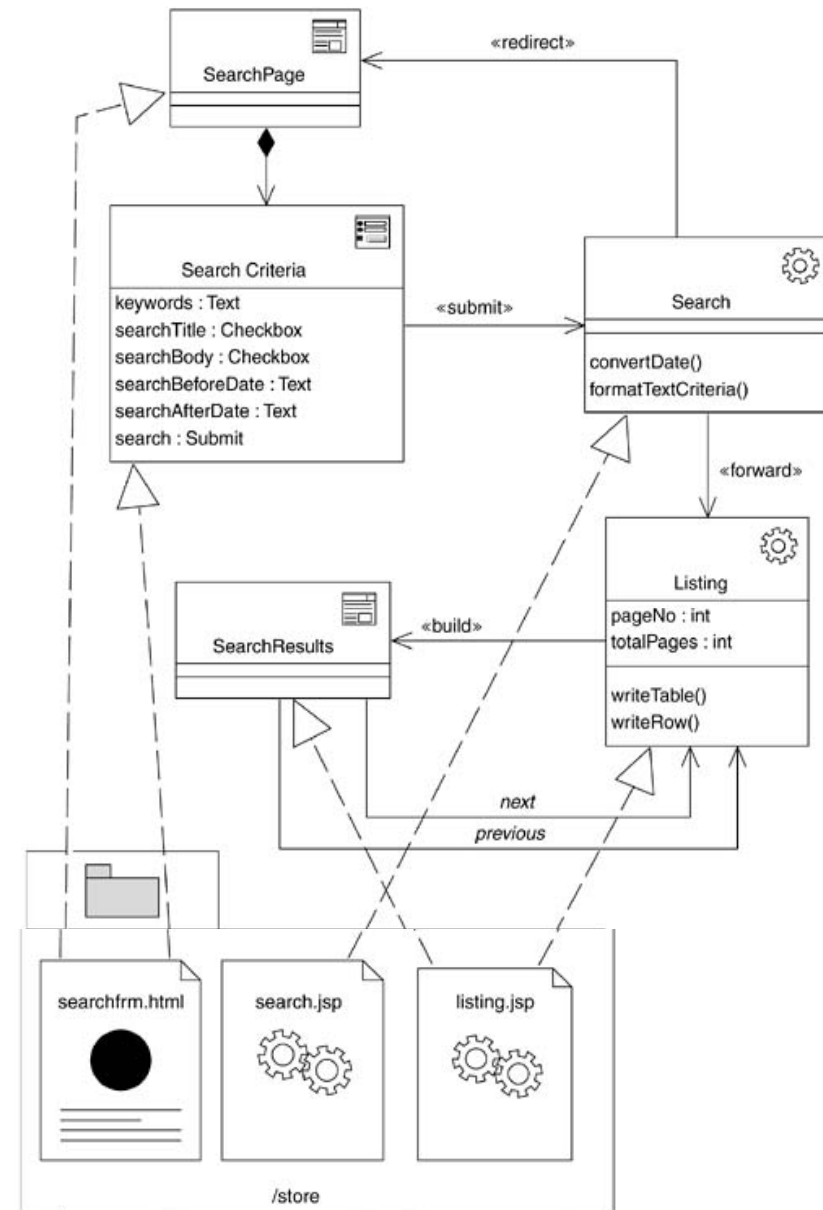 «redirect»
SearchPage
Search Criteria
keywords : Text
searchTitle : Checkbox
searchBody : Checkbox
searchBeforeDate : Text
searchAfterDate : Text
search : Submit
«submit»
Search
convertDate()
formatTextCriteria()
«forward»
Listing
pageNo : int
totalPages : int
writeTable()
writeRow()
«build»
SearchResults
next
previous
searchfrm.html
search.jsp
listing.jsp
/store